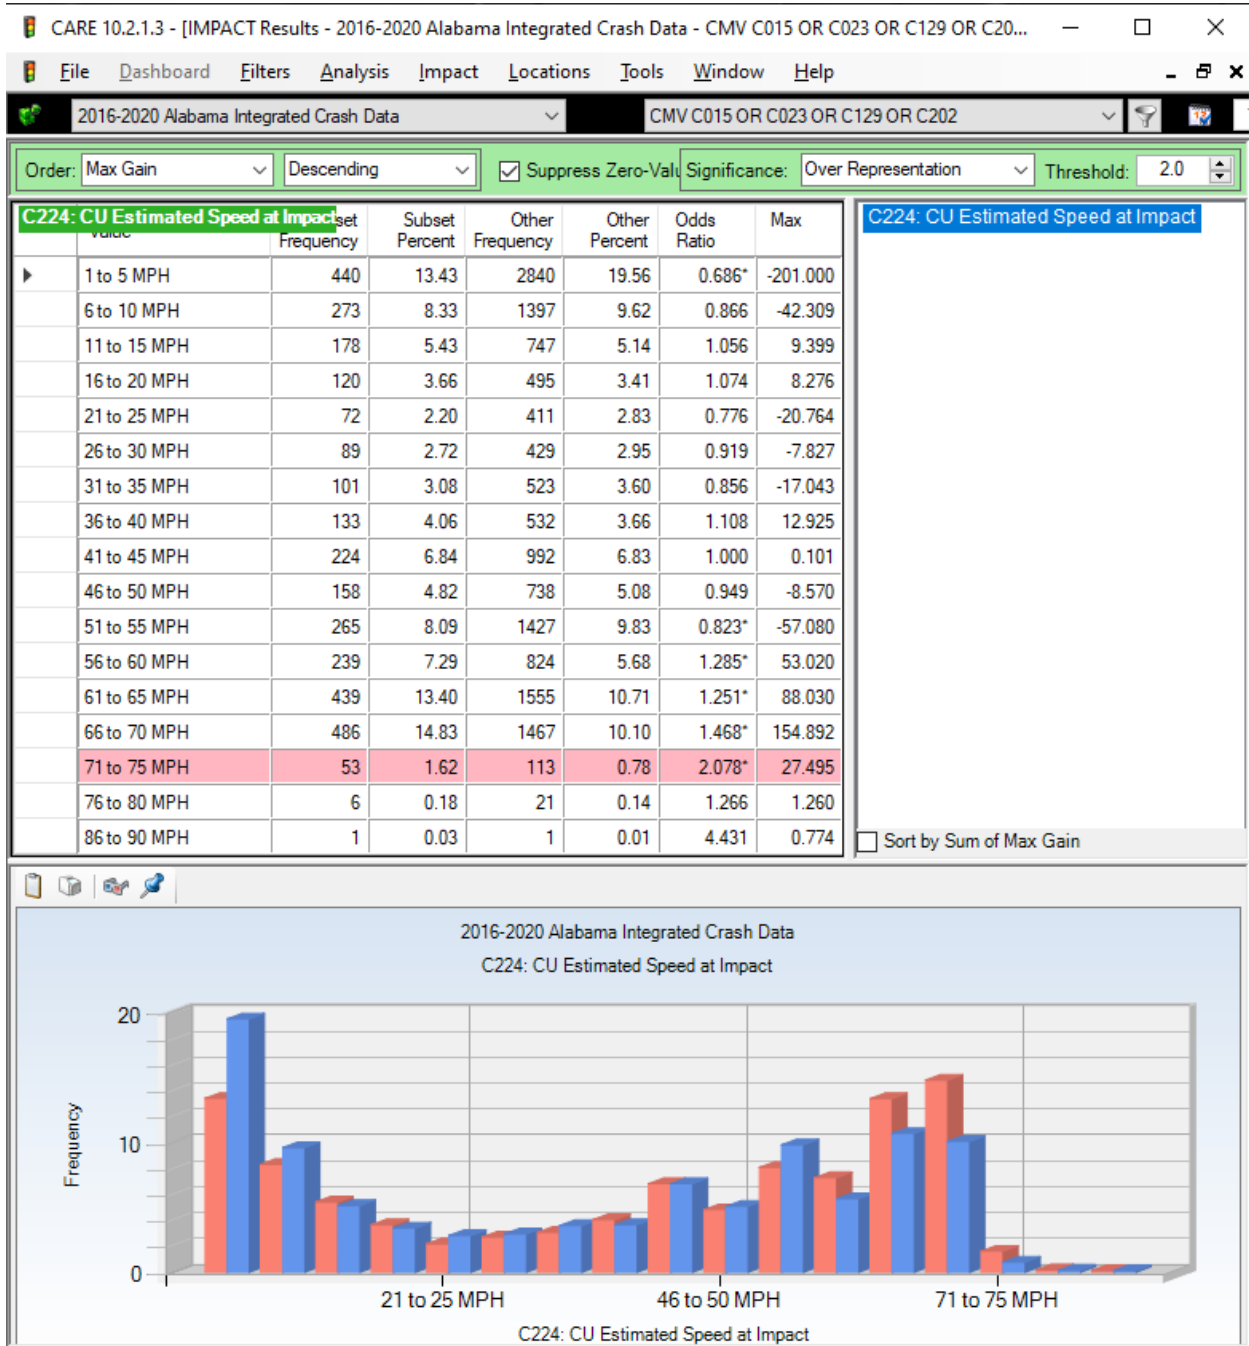 CARE 10.2.1.3 - [IMPACT Results - 2016-2020 Alabama Integrated Crash Data - CMV C015 OR C023 OR C129 OR C20...
File Dashboard Filters Analysis Impact Locations Tools Window Help
2016-2020 Alabama Integrated Crash Data CMV C015 OR C023 OR C129 OR C202
Order: Max Gain Descending Suppress Zero-Valu Significance: Over Representation Threshold: 2.0
C224: CU Estimated Speed at Impact
Value set Frequency Subset Percent Other Frequency Other Percent Odds Ratio Max
C224: CU Estimated Speed at Impact
1 to 5 MPH 440 13.43 2840 19.56 0.686* -201.000
6 to 10 MPH 273 8.33 1397 9.62 0.866 -42.309
11 to 15 MPH 178 5.43 747 5.14 1.056 9.399
16 to 20 MPH 120 3.66 495 3.41 1.074 8.276
21 to 25 MPH 72 2.20 411 2.83 0.776 -20.764
26 to 30 MPH 89 2.72 429 2.95 0.919 -7.827
31 to 35 MPH 101 3.08 523 3.60 0.856 -17.043
36 to 40 MPH 133 4.06 532 3.66 1.108 12.925
41 to 45 MPH 224 6.84 992 6.83 1.000 0.101
46 to 50 MPH 158 4.82 738 5.08 0.949 -8.570
51 to 55 MPH 265 8.09 1427 9.83 0.823* -57.080
56 to 60 MPH 239 7.29 824 5.68 1.285* 53.020
61 to 65 MPH 439 13.40 1555 10.71 1.251* 88.030
66 to 70 MPH 486 14.83 1467 10.10 1.468* 154.892
71 to 75 MPH 53 1.62 113 0.78 2.078* 27.495
76 to 80 MPH 6 0.18 21 0.14 1.266 1.260
86 to 90 MPH 1 0.03 1 0.01 4.431 0.774
Sort by Sum of Max Gain
2016-2020 Alabama Integrated Crash Data
C224: CU Estimated Speed at Impact
20
10
0
Frequency
21 to 25 MPH 46 to 50 MPH 71 to 75 MPH
C224: CU Estimated Speed at Impact